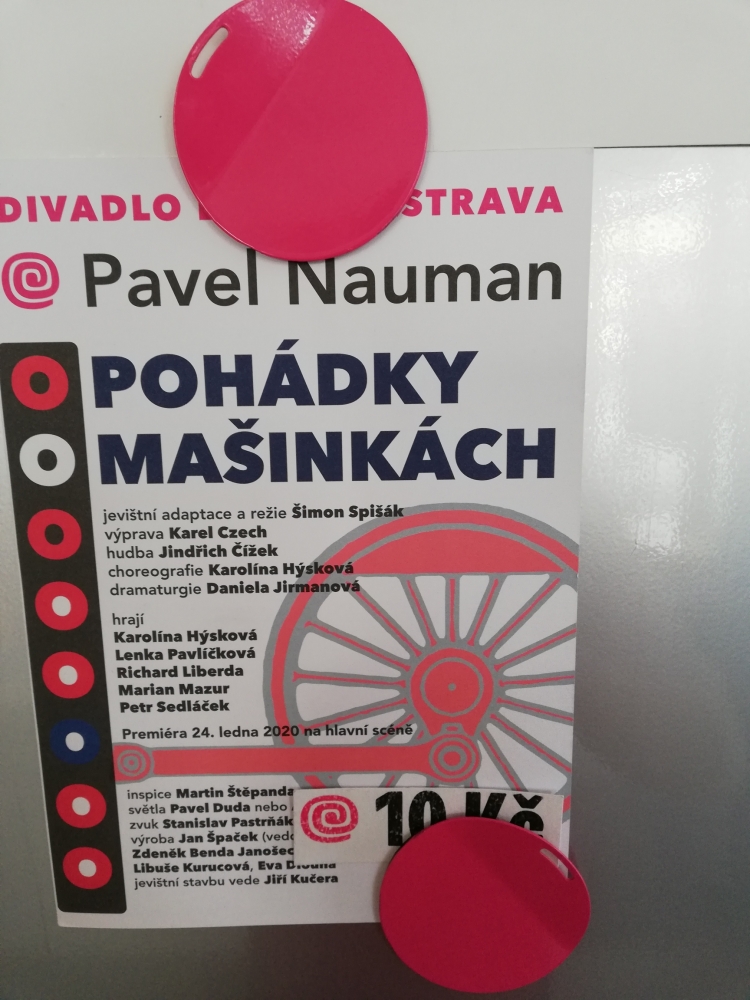 DIVADLO STRAVA
Pavel Nauman
POHÁDKY
O MAŠINKÁCH
jevištní adaptace a režie Šimon Spišák
výprava Karel Czech
hudba Jindřich Čížek
choreografie Karolína Hýsková
dramaturgie Daniela Jirmanová
hrají
Karolína Hýsková
Lenka Pavlíčková
Richard Liberda
Marian Mazur
Petr Sedláček
Premiéra 24. ledna 2020 na hlavní scéně
inspice Martin Štěpanda
světla Pavel Duda nebo
zvuk Stanislav Pastrňák
výroba Jan Špaček
Zdeněk Benda
Libuše Kurucová, Eva
jevištní stavbu vede Jiří Kučera
10 Kč